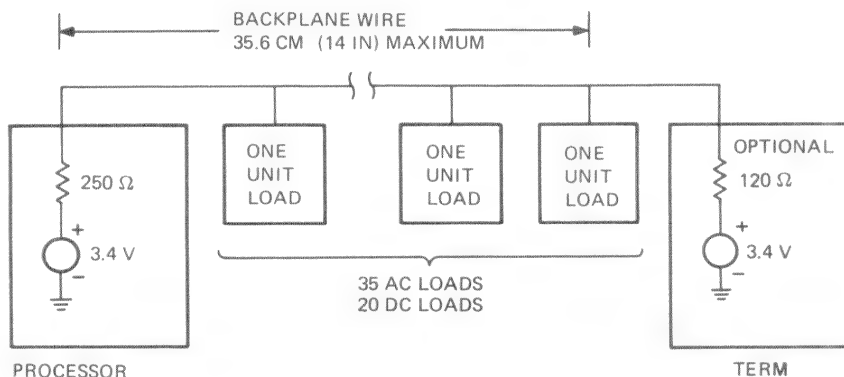 BACKPLANE WIRE
35.6 CM (14 IN) MAXIMUM
ONE
UNIT
LOAD
ONE
UNIT
LOAD
ONE
UNIT
LOAD
OPTIONAL
250 Ω
120 Ω
+
3.4 V
−
+
3.4 V
−
35 AC LOADS
20 DC LOADS
PROCESSOR
TERM